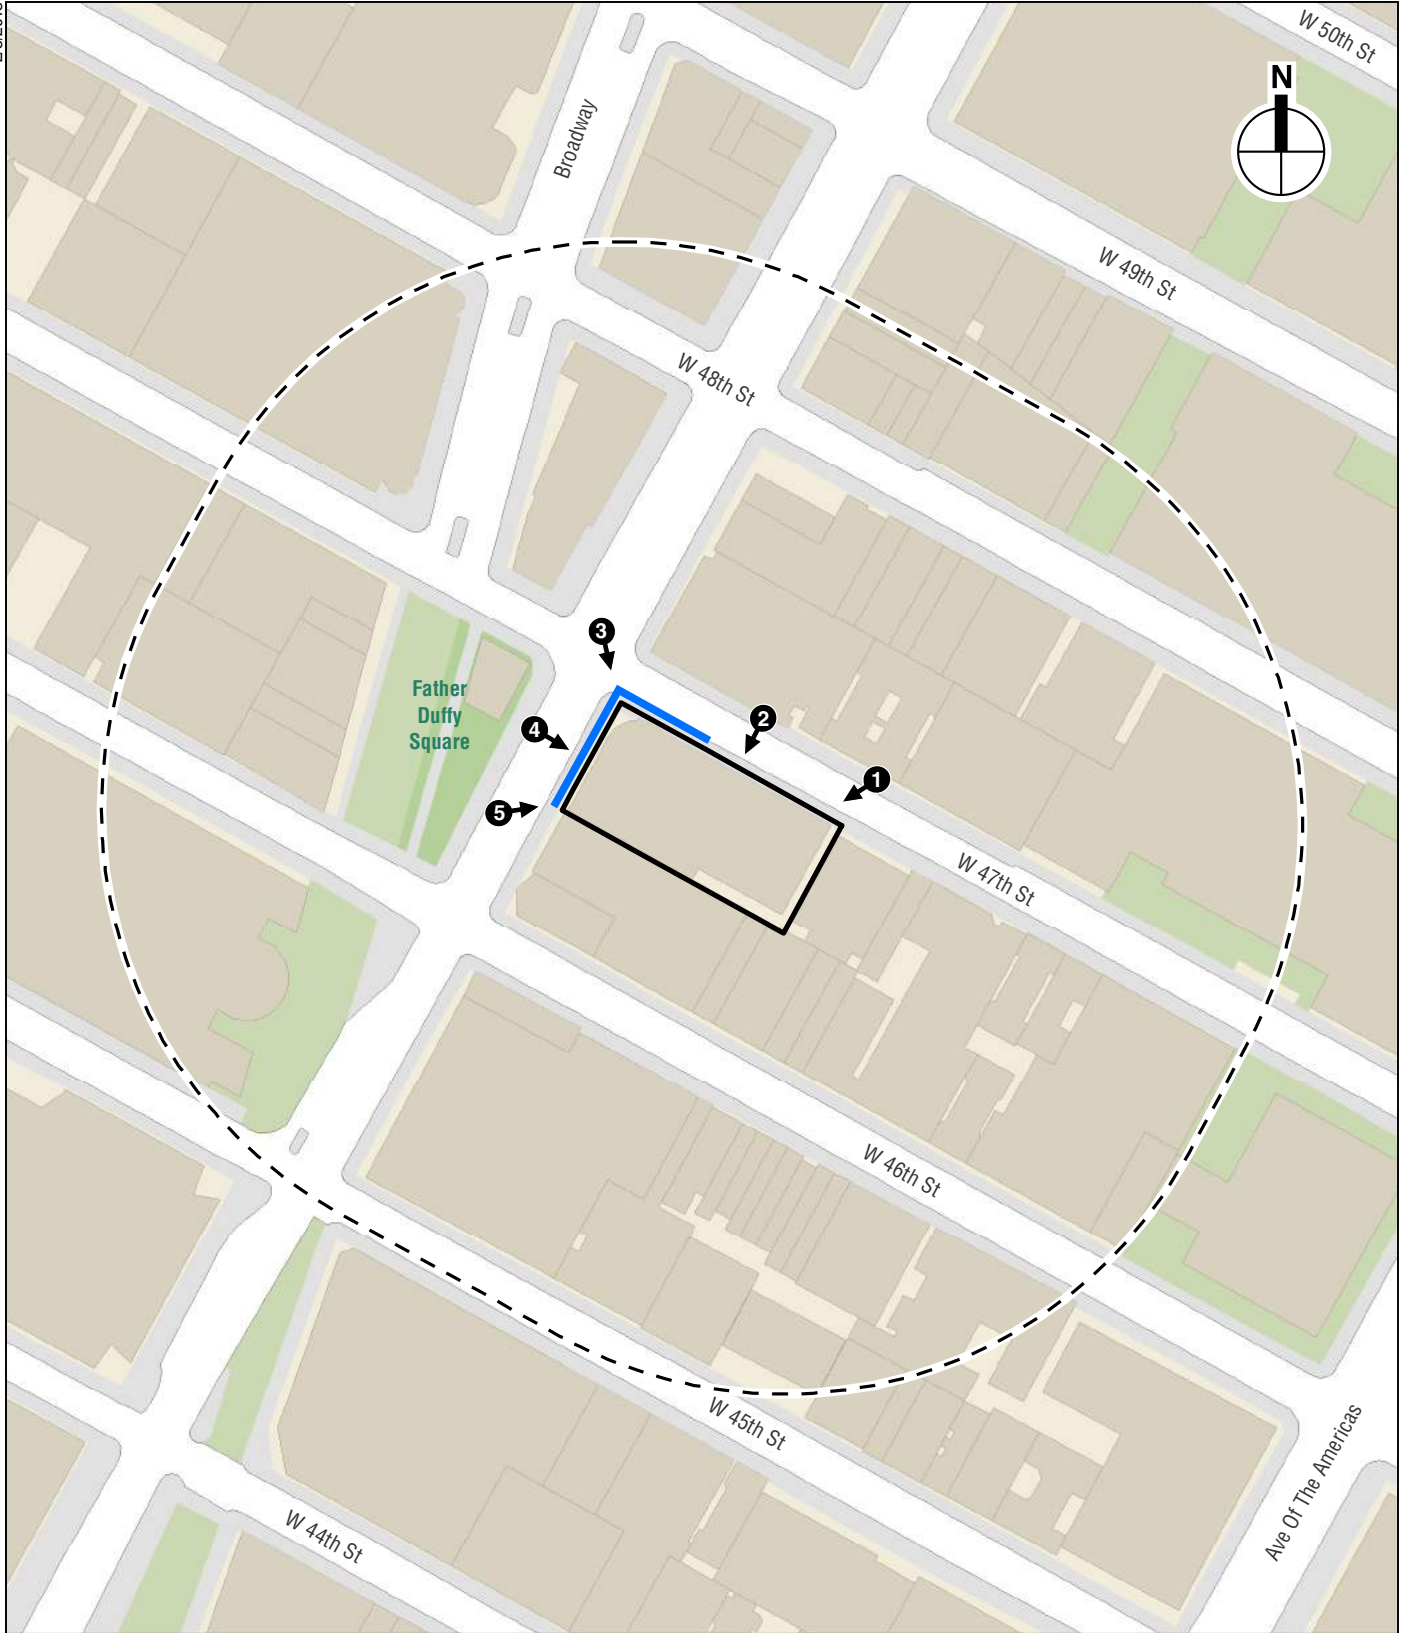 W 50th St
N
Broadway
W 49th St
W 48th St
3
Father
Duffy
Square
4
2
5
1
W 47th St
W 46th St
W 45th St
Ave Of The Americas
W 44th St